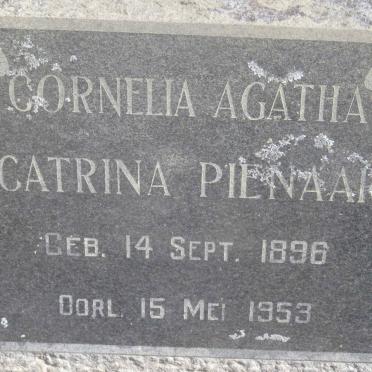 CORNELIA AGATHA
CATRINA PIENAAR
GEB. 14 SEPT. 1896
OORL. 15 MEI 1953